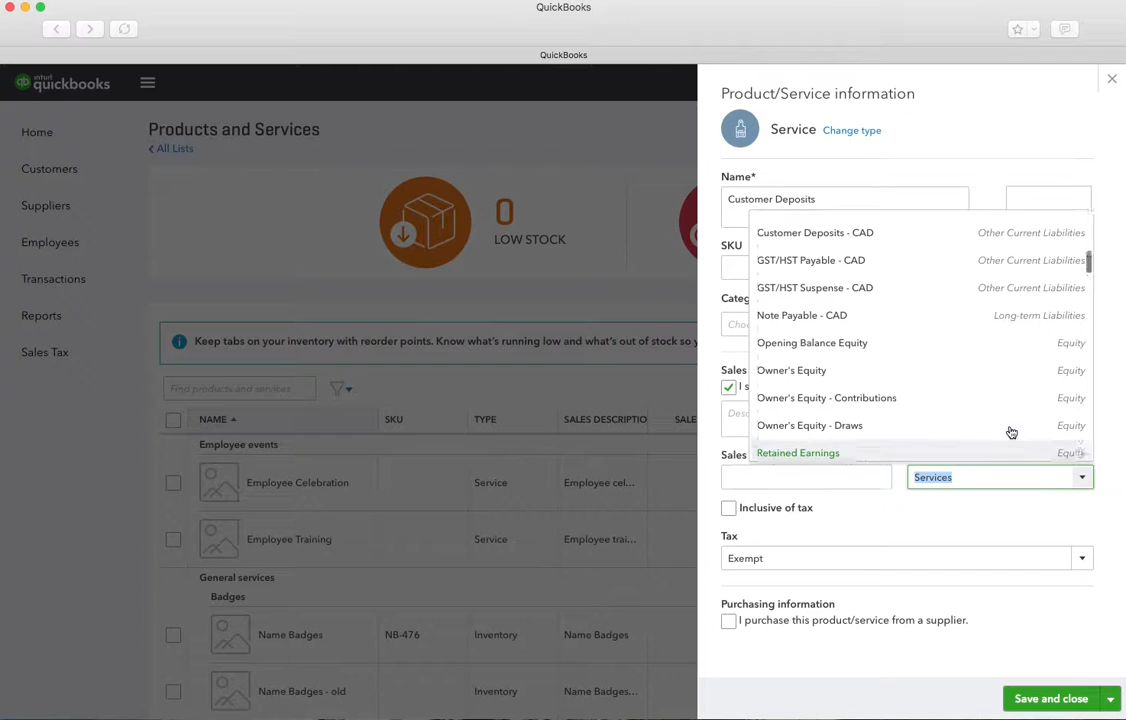 QuickBooks
QuickBooks
intuit
quickbooks
Home
Customers
Suppliers
Employees
Transactions
Reports
Sales Tax
Products and Services
All Lists
0
LOW STOCK
Keep tabs on your inventory with reorder points. Know what's running low and what's out of stock so
Find products and services
NAME SKU TYPE SALES DESCRIPTIO SALE
Employee events
Employee Celebration Service Employee cel...
Employee Training Service Employee trai...
General services
Badges
Name Badges NB-476 Inventory Name Badges
Name Badges - old Inventory Name Badges...
Product/Service information
Service Change type
Name*
Customer Deposits
SKU
Categ
Choo
Sales
I s
Desc
Customer Deposits - CAD Other Current Liabilities
GST/HST Payable - CAD Other Current Liabilities
GST/HST Suspense - CAD Other Current Liabilities
Note Payable - CAD Long-term Liabilities
Opening Balance Equity Equity
Owner's Equity Equity
Owner's Equity - Contributions Equity
Owner's Equity - Draws Equity
Retained Earnings Equity
Sales
Services
Inclusive of tax
Tax
Exempt
Purchasing information
I purchase this product/service from a supplier.
Save and close